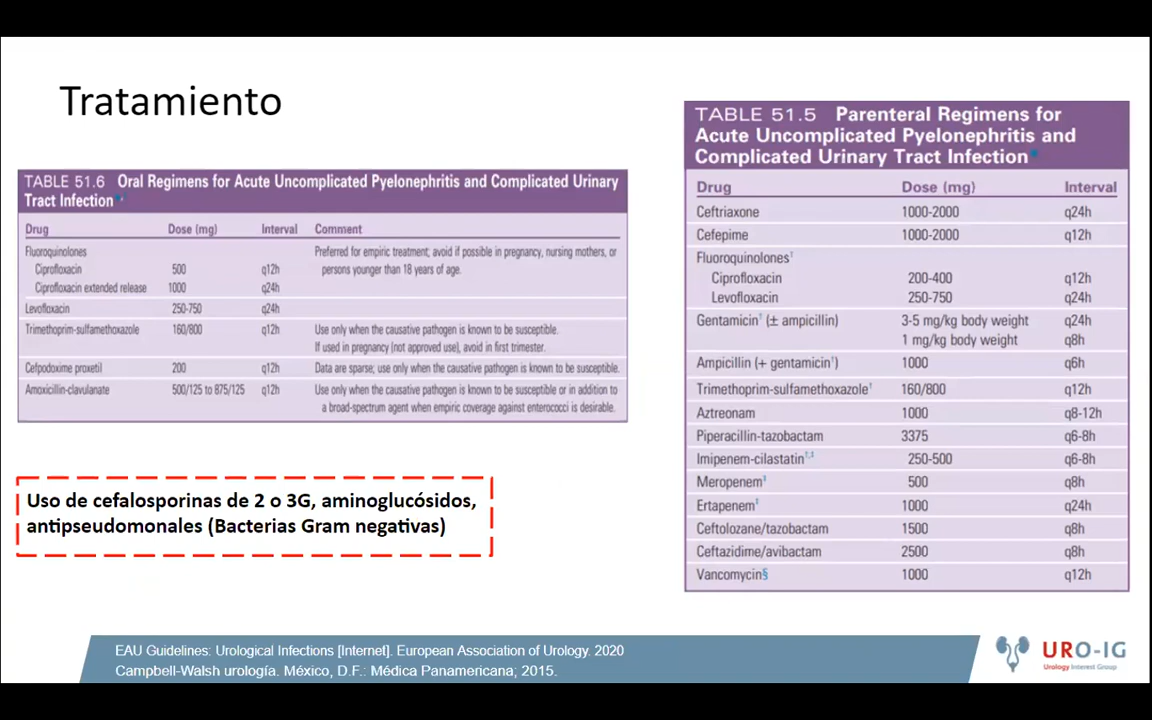 Tratamiento
TABLE 51.6 Oral Regimens for Acute Uncomplicated Pyelonephritis and Complicated Urinary
Tract Infection*,
Drug Dose (mg) Interval Comment
Fluoroquinolones Preferred for empiric treatment; avoid if possible in pregnancy, nursing mothers, or
Ciprofloxacin 500 q12h persons younger than 18 years of age.
Ciprofloxacin extended release 1000 q24h
Levofloxacin 250-750 q24h
Trimethoprim-sulfamethoxazole 160/800 q12h Use only when the causative pathogen is known to be susceptible.
If used in pregnancy (not approved use), avoid in first trimester.
Cefpodoxime proxetil 200 q12h Data are sparse; use only when the causative pathogen is known to be susceptible.
Amoxicillin-clavulanate 500/125 to 875/125 q12h Use only when the causative pathogen is known to be susceptible or in addition to
a broad-spectrum agent when empiric coverage against enterococci is desirable.
Uso de cefalosporinas de 2 o 3G, aminoglucósidos,
antipseudomonales (Bacterias Gram negativas)
TABLE 51.5 Parenteral Regimens for
Acute Uncomplicated Pyelonephritis and
Complicated Urinary Tract Infection*
Drug Dose (mg) Interval
Ceftriaxone 1000-2000 q24h
Cefepime 1000-2000 q12h
Fluoroquinolones†
Ciprofloxacin 200-400 q12h
Levofloxacin 250-750 q24h
Gentamicin† (± ampicillin) 3-5 mg/kg body weight q24h
1 mg/kg body weight q8h
Ampicillin (+ gentamicin†) 1000 q6h
Trimethoprim-sulfamethoxazole† 160/800 q12h
Aztreonam 1000 q8-12h
Piperacillin-tazobactam 3375 q6-8h
Imipenem-cilastatin†,‡ 250-500 q6-8h
Meropenem‡ 500 q8h
Ertapenem‡ 1000 q24h
Ceftolozane/tazobactam 1500 q8h
Ceftazidime/avibactam 2500 q8h
Vancomycin§ 1000 q12h
EAU Guidelines: Urological Infections [Internet]. European Association of Urology. 2020
Campbell-Walsh urología. México, D.F.: Médica Panamericana; 2015.
URO-IG
Urology Interest Group